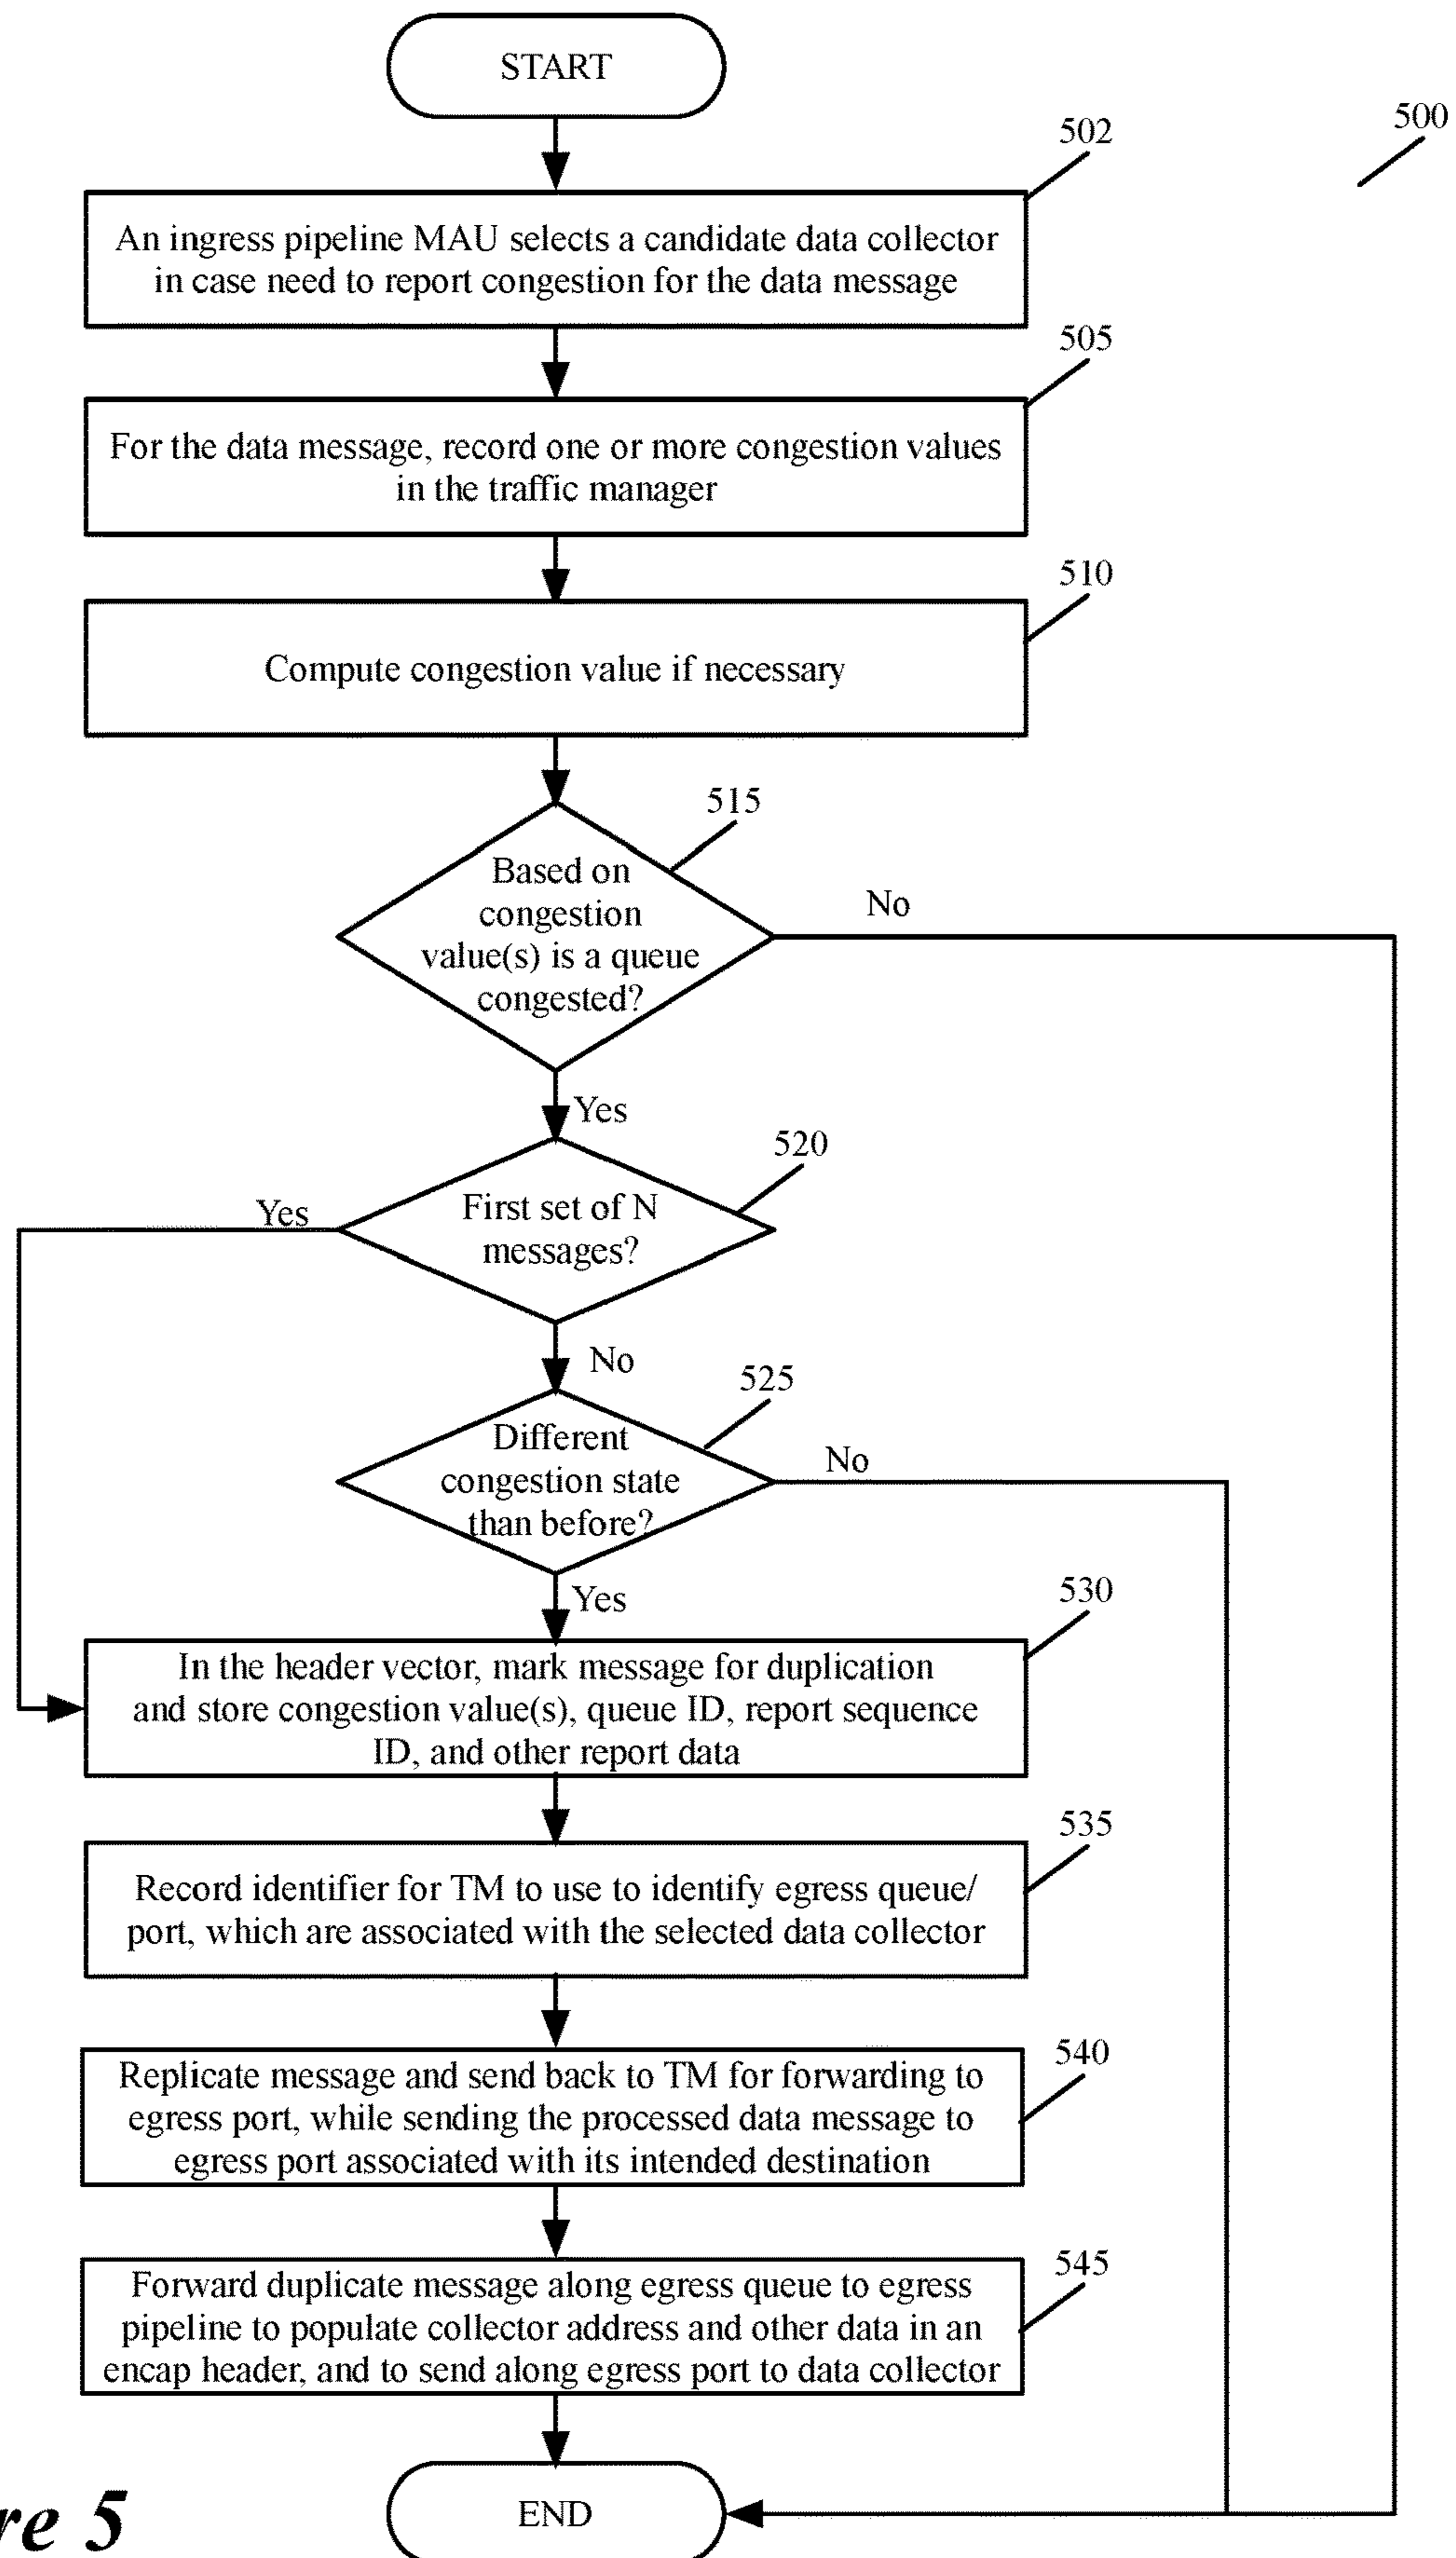 START
500
502
An ingress pipeline MAU selects a candidate data collector
in case need to report congestion for the data message
505
For the data message, record one or more congestion values
in the traffic manager
510
Compute congestion value if necessary
515
Based on
congestion
value(s) is a queue
congested?
No
Yes
520
First set of N
messages?
Yes
No
525
Different
congestion state
than before?
No
Yes
530
In the header vector, mark message for duplication
and store congestion value(s), queue ID, report sequence
ID, and other report data
535
Record identifier for TM to use to identify egress queue/
port, which are associated with the selected data collector
540
Replicate message and send back to TM for forwarding to
egress port, while sending the processed data message to
egress port associated with its intended destination
545
Forward duplicate message along egress queue to egress
pipeline to populate collector address and other data in an
encap header, and to send along egress port to data collector
END
re 5